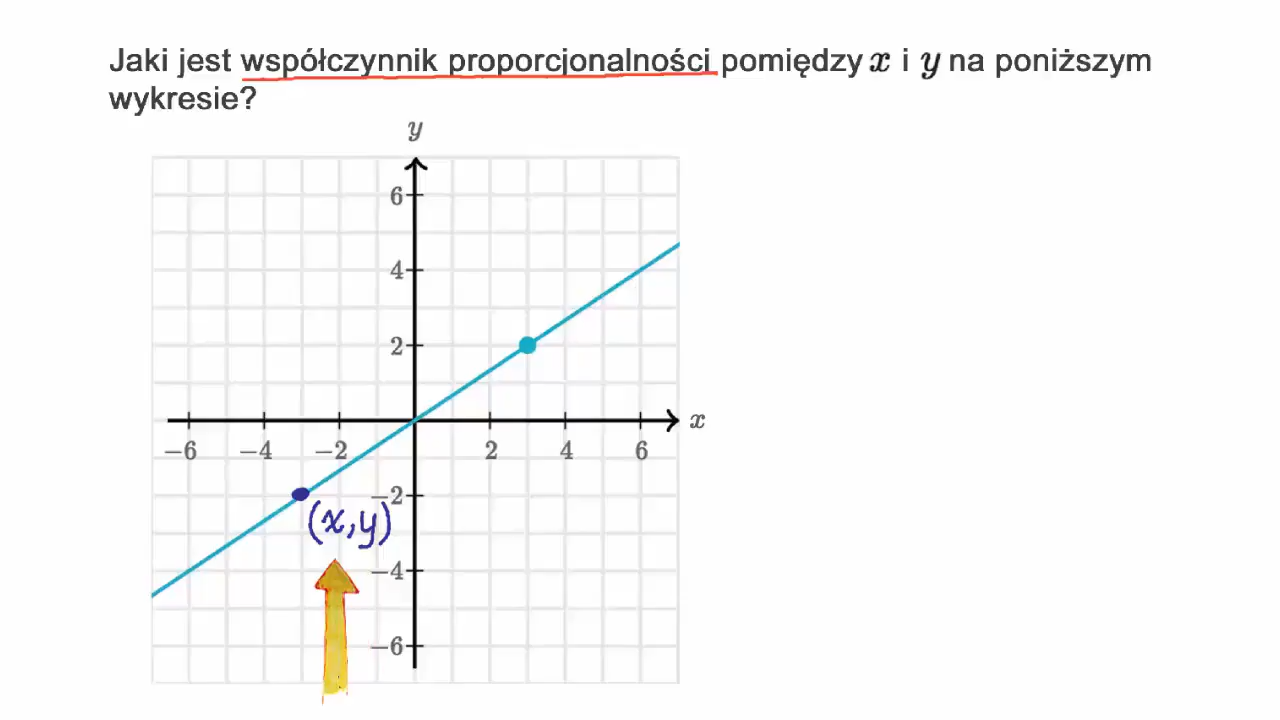 Jaki jest współczynnik proporcjonalności pomiędzy x i y na poniższym
wykresie?
y
6
4
2
x
−6 −4 −2 2 4 6
−2
(x,y)
−4
−6